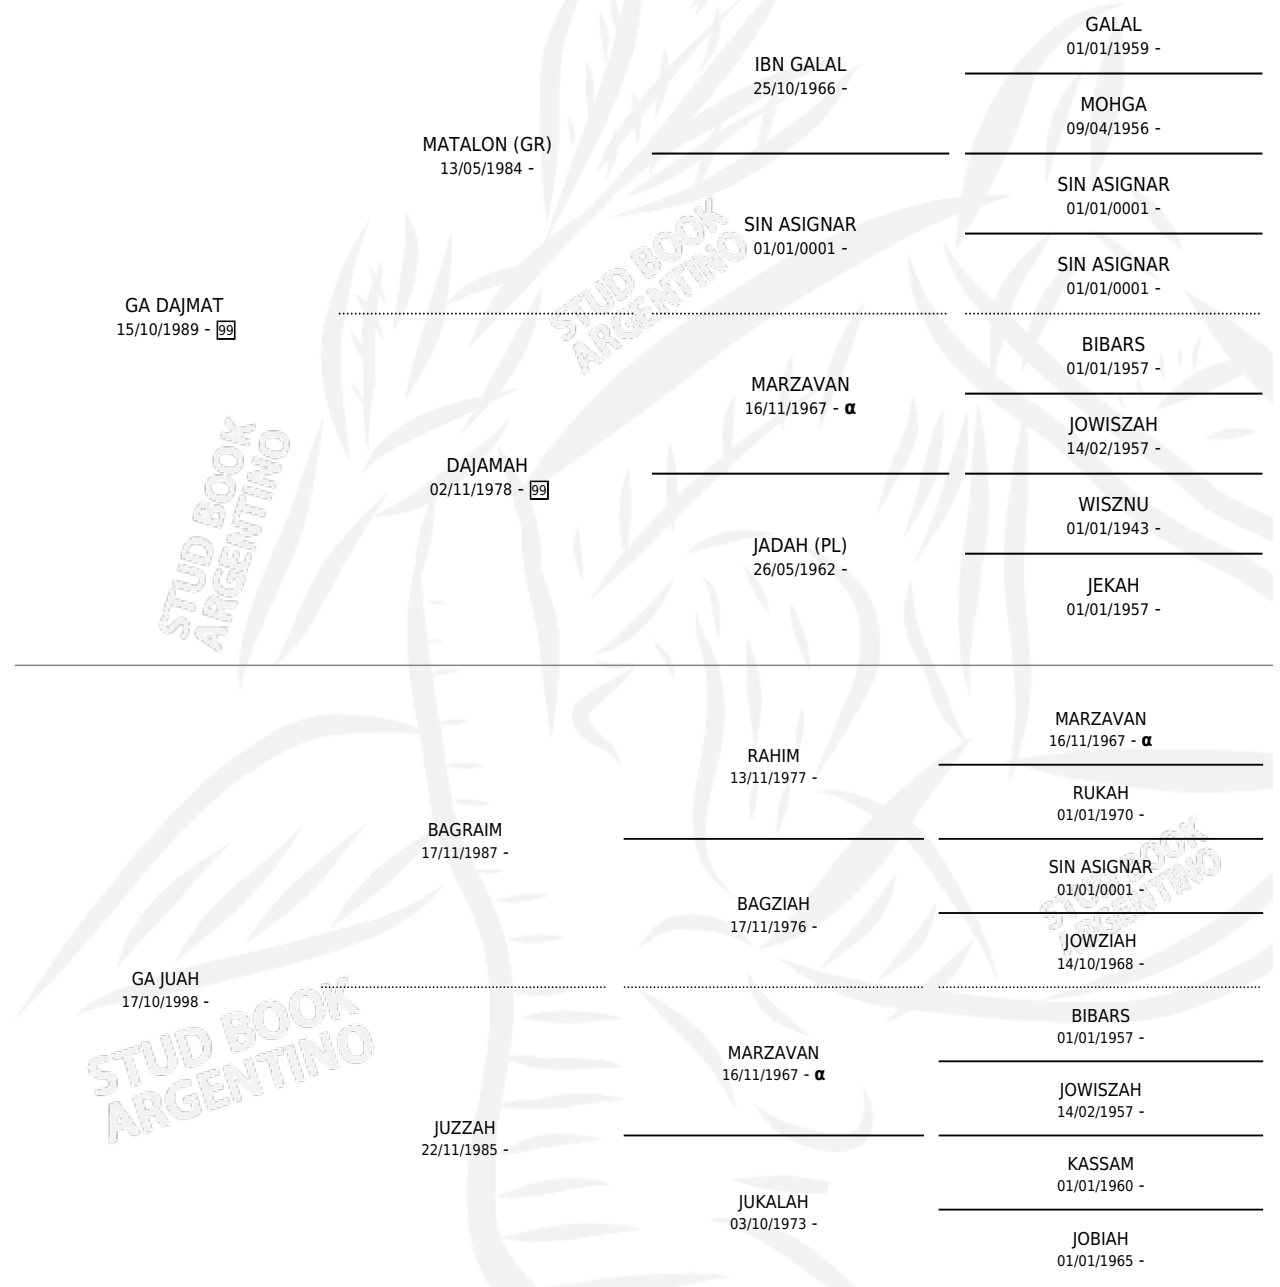 GALAL
01/01/1959 -
IBN GALAL
25/10/1966 -
MOHGA
09/04/1956 -
MATALON (GR)
13/05/1984 -
SIN ASIGNAR
01/01/0001 -
SIN ASIGNAR
01/01/0001 -
SIN ASIGNAR
01/01/0001 -
GA DAJMAT
15/10/1989 - 99
BIBARS
01/01/1957 -
MARZAVAN
16/11/1967 - α
JOWISZAH
14/02/1957 -
DAJAMAH
02/11/1978 - 99
WISZNU
01/01/1943 -
JADAH (PL)
26/05/1962 -
JEKAH
01/01/1957 -
MARZAVAN
16/11/1967 - α
RAHIM
13/11/1977 -
RUKAH
01/01/1970 -
BAGRAIM
17/11/1987 -
SIN ASIGNAR
01/01/0001 -
BAGZIAH
17/11/1976 -
JOWZIAH
14/10/1968 -
GA JUAH
17/10/1998 -
BIBARS
01/01/1957 -
MARZAVAN
16/11/1967 - α
JOWISZAH
14/02/1957 -
JUZZAH
22/11/1985 -
KASSAM
01/01/1960 -
JUKALAH
03/10/1973 -
JOBIAH
01/01/1965 -
STUD BOOK
ARGENTINO
STUD BOOK
ARGENTINO
STUD BOOK
ARGENTINO
STUD BOOK
ARGENTINO